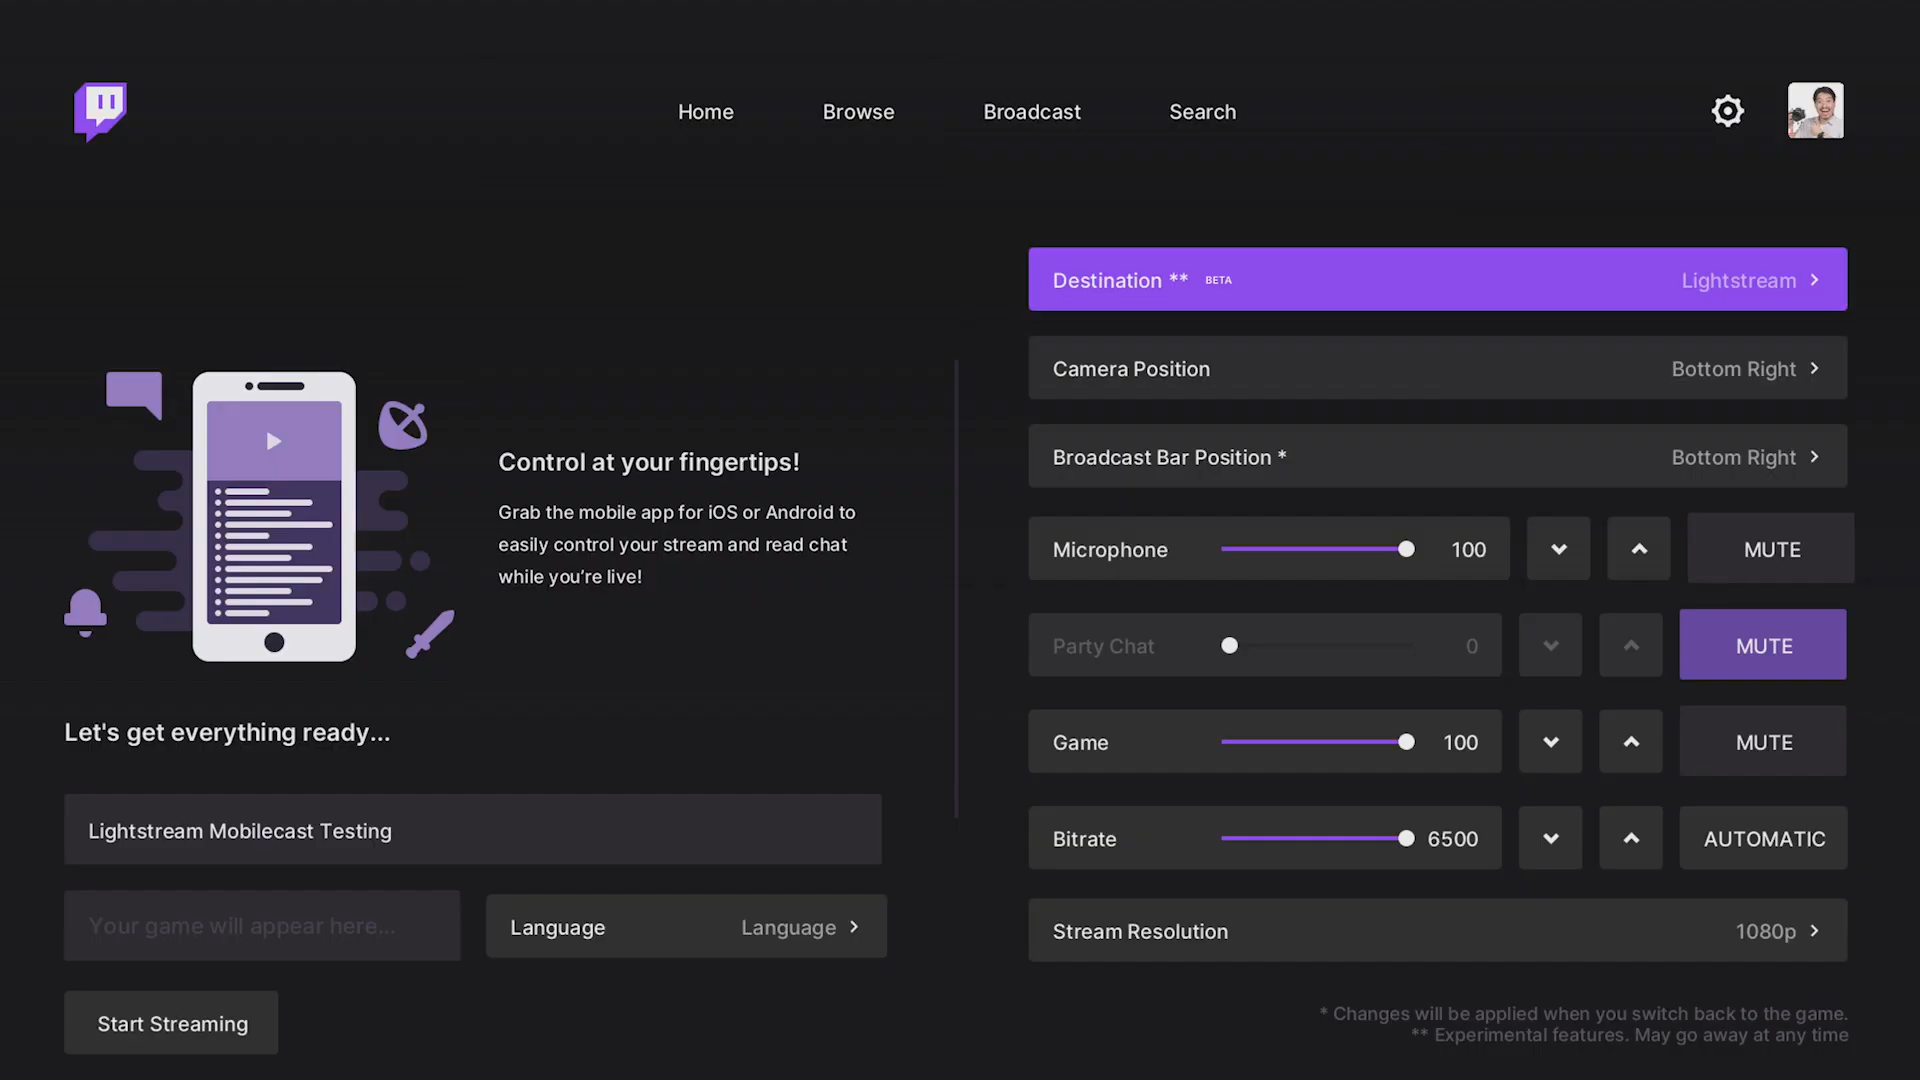 Home Browse Broadcast Search
Destination ** BETA Lightstream
Camera Position Bottom Right
Broadcast Bar Position * Bottom Right
Microphone 100 MUTE
Party Chat 0 MUTE
Game 100 MUTE
Bitrate 6500 AUTOMATIC
Stream Resolution 1080p
* Changes will be applied when you switch back to the game.
** Experimental features. May go away at any time
Control at your fingertips!
Grab the mobile app for iOS or Android to
easily control your stream and read chat
while you’re live!
Let's get everything ready...
Lightstream Mobilecast Testing
Your game will appear here...
Language Language
Start Streaming